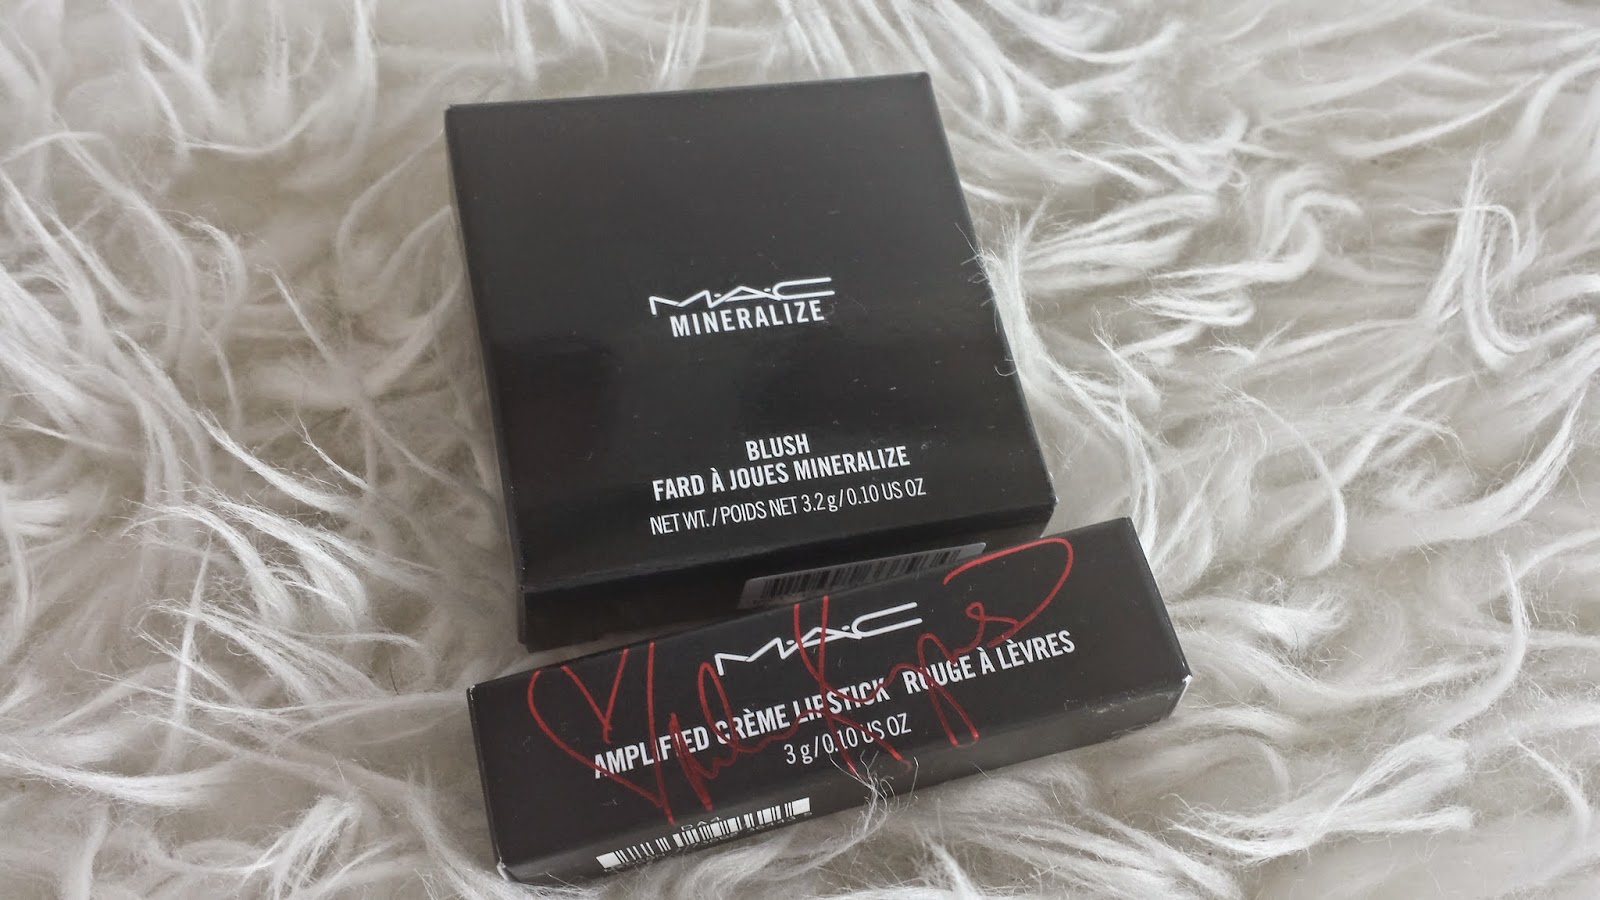 M·A·C
MINERALIZE
BLUSH
FARD À JOUES MINERALIZE
NET WT./POIDS NET 3.2 g/0.10 US OZ
M·A·C
AMPLIFIED CRÈME LIPSTICK ROUGE À LÈVRES
3 g/0.10 US OZ